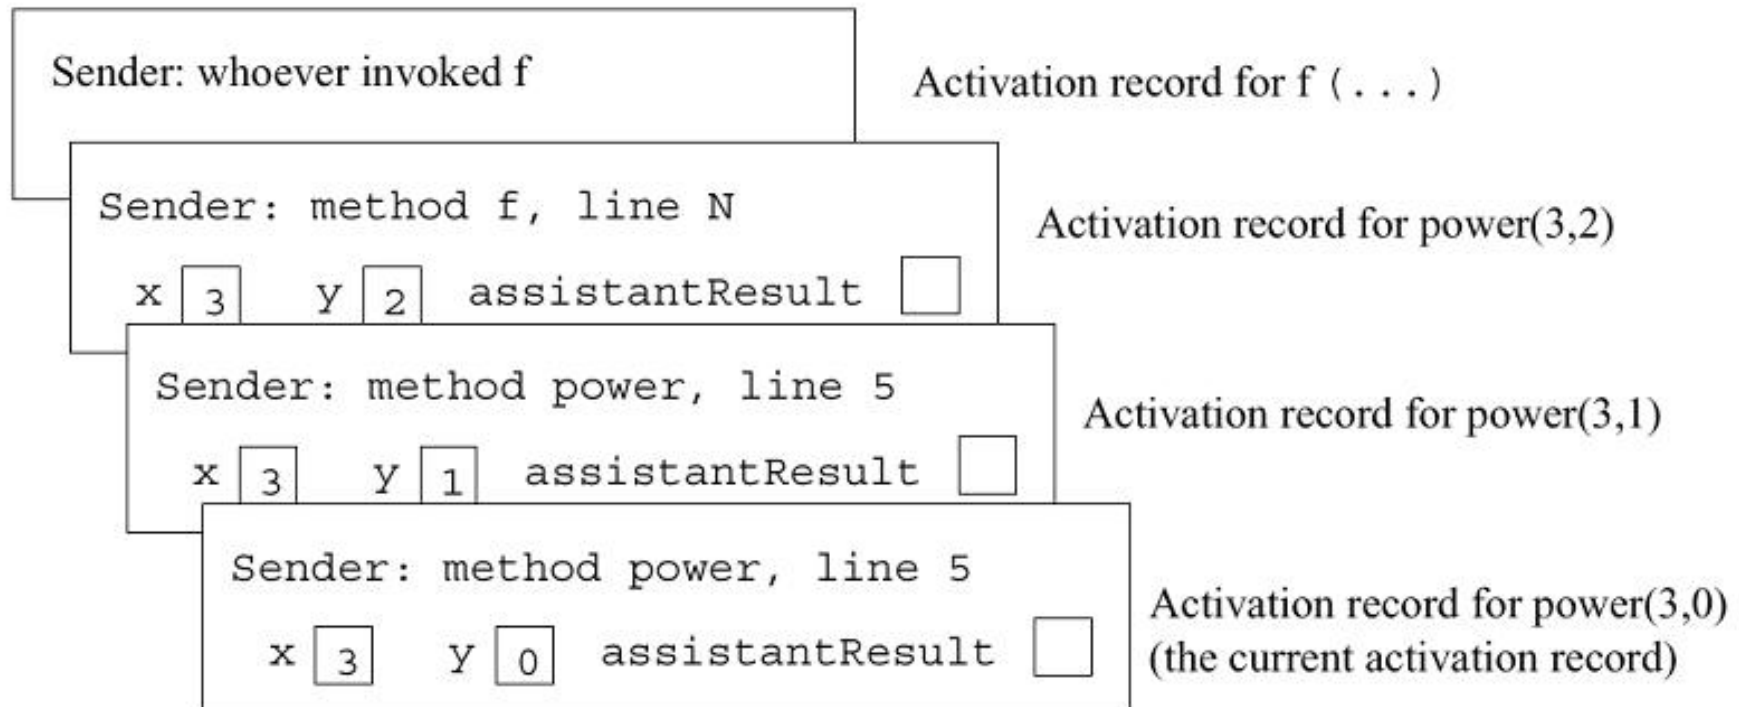 Sender: whoever invoked f
Activation record for f (...)
Sender: method f, line N
Activation record for power(3,2)
x 3 y 2 assistantResult
Sender: method power, line 5
Activation record for power(3,1)
x 3 y 1 assistantResult
Sender: method power, line 5
Activation record for power(3,0)
x 3 y 0 assistantResult
(the current activation record)